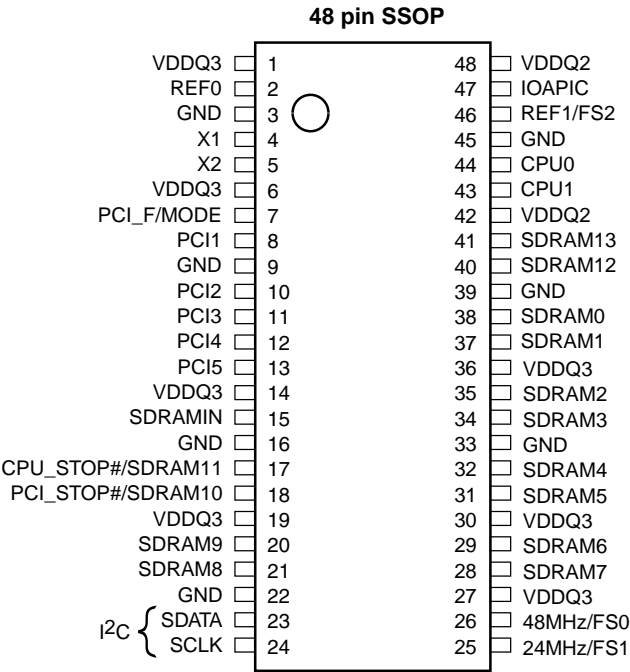 48 pin SSOP
VDDQ3 1 48 VDDQ2
REF0 2 47 IOAPIC
GND 3 46 REF1/FS2
X1 4 45 GND
X2 5 44 CPU0
VDDQ3 6 43 CPU1
PCI_F/MODE 7 42 VDDQ2
PCI1 8 41 SDRAM13
GND 9 40 SDRAM12
PCI2 10 39 GND
PCI3 11 38 SDRAM0
PCI4 12 37 SDRAM1
PCI5 13 36 VDDQ3
VDDQ3 14 35 SDRAM2
SDRAMIN 15 34 SDRAM3
GND 16 33 GND
CPU_STOP#/SDRAM11 17 32 SDRAM4
PCI_STOP#/SDRAM10 18 31 SDRAM5
VDDQ3 19 30 VDDQ3
SDRAM9 20 29 SDRAM6
SDRAM8 21 28 SDRAM7
GND 22 27 VDDQ3
I2C { SDATA 23 26 48MHz/FS0
SCLK 24 25 24MHz/FS1